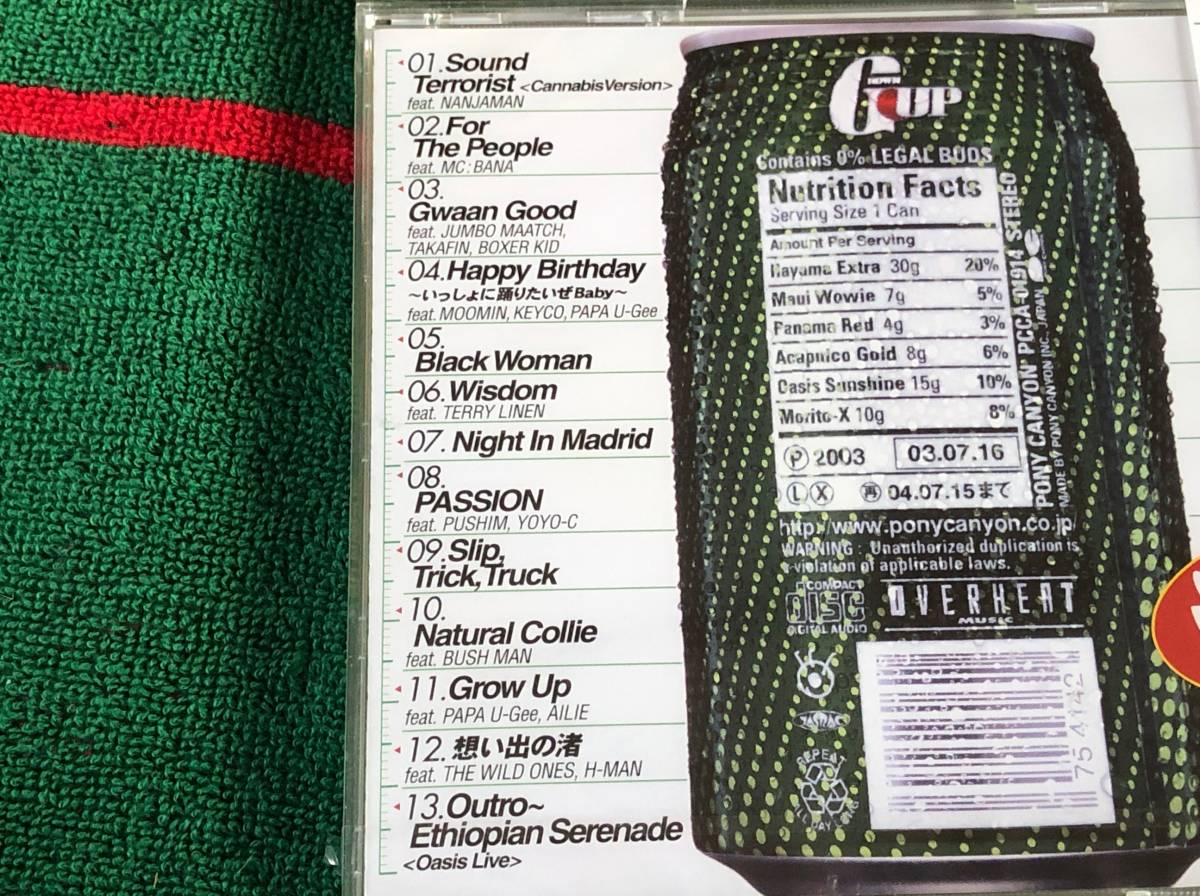 01.Sound
Terrorist <CannabisVersion>
feat. NANJAMAN
02.For
The People
feat. MC:BANA
03.
Gwaan Good
feat. JUMBO MAATCH,
TAKAFIN, BOXER KID
04.Happy Birthday
〜いっしょに踊りたいぜBaby〜
feat. MOOMIN, KEYCO, PAPA U-Gee
05.
Black Woman
06.Wisdom
feat. TERRY LINEN
07. Night In Madrid
08.
PASSION
feat. PUSHIM, YOYO-C
09.Slip,
Trick,Truck
10.
Natural Collie
feat. BUSH MAN
11.Grow Up
feat. PAPA U-Gee, AILIE
12.想い出の渚
feat. THE WILD ONES, H-MAN
13.Outro~
Ethiopian Serenade
<Oasis Live>
G UP
Contains 0% LEGAL BUDS
Nutrition Facts
Serving Size 1 Can
Amount Per Serving
Hayama Extra 30g 20%
Maui Wowie 7g 5%
Panama Red 4g 3%
Acapulco Gold 8g 6%
Oasis Sunshine 15g 10%
Morito-X 10g 8%
Ⓟ 2003 03.07.16
Ⓛ Ⓧ ㊢ 04.07.15まで
PONY CANYON PCCA-01914 STEREO
MADE BY PONY CANYON INC. JAPAN
http://www.ponycanyon.co.jp/
WARNING : Unauthorized duplication is
violation of applicable laws.
COMPACT
disc
DIGITAL AUDIO
OVERHEAT
MUSIC
JASRAC
REPEAT
ALL DAY LONG
75 4142